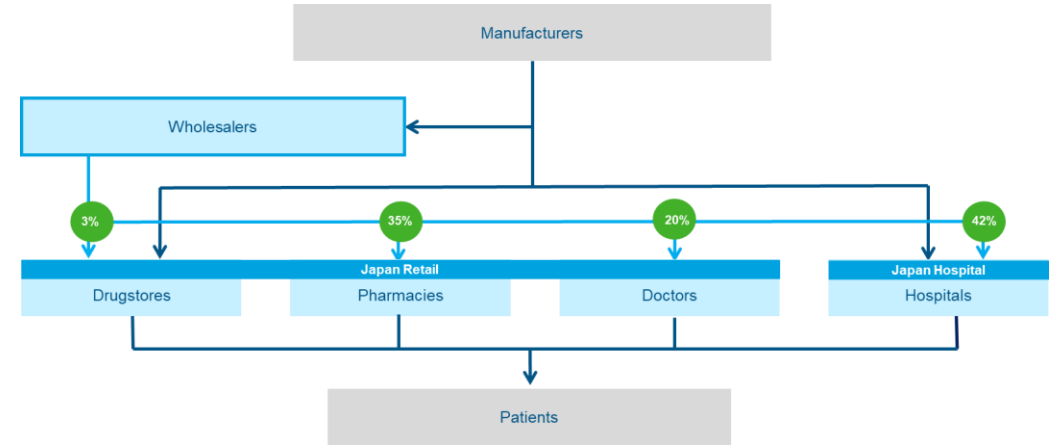 Manufacturers
Wholesalers
3%
35%
20%
42%
Japan Retail
Japan Hospital
Drugstores
Pharmacies
Doctors
Hospitals
Patients